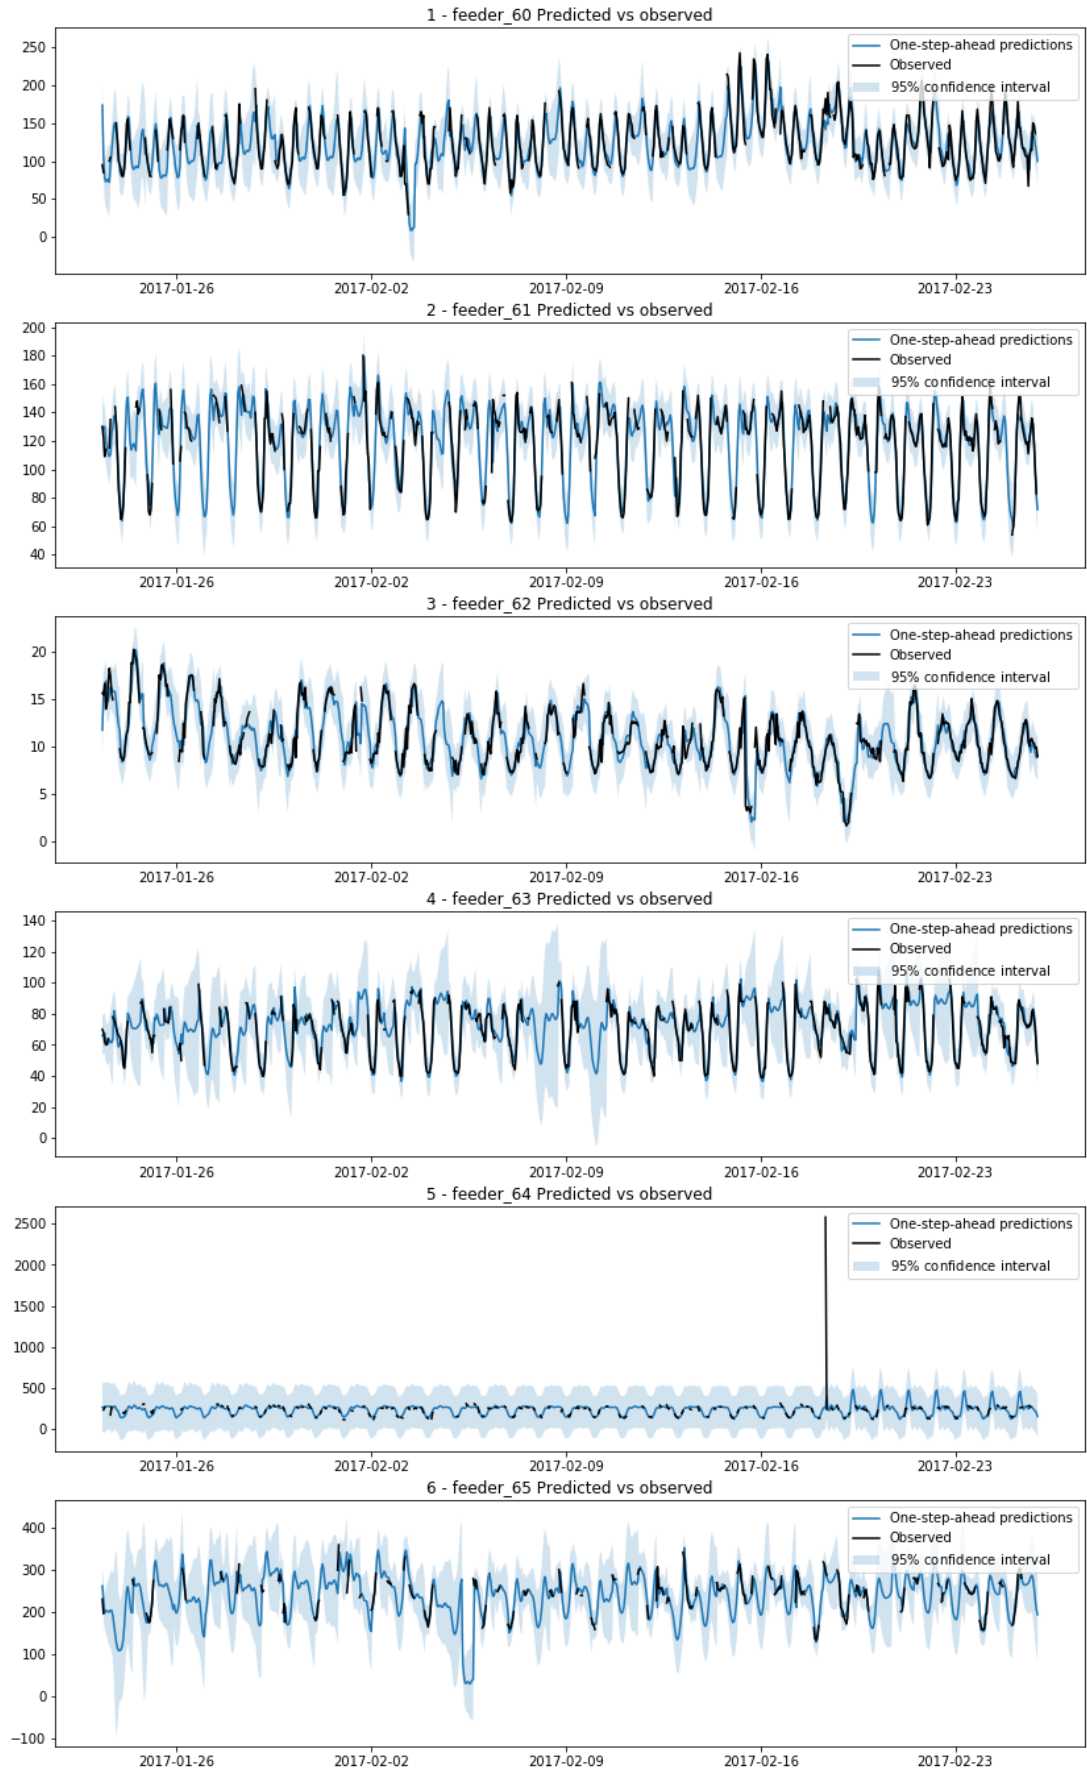 1 - feeder_60 Predicted vs observed
250
200
150
100
50
0
One-step-ahead predictions
Observed
95% confidence interval
2017-01-26 2017-02-02 2017-02-09 2017-02-16 2017-02-23
2 - feeder_61 Predicted vs observed
200
180
160
140
120
100
80
60
40
One-step-ahead predictions
Observed
95% confidence interval
2017-01-26 2017-02-02 2017-02-09 2017-02-16 2017-02-23
3 - feeder_62 Predicted vs observed
20
15
10
5
0
One-step-ahead predictions
Observed
95% confidence interval
2017-01-26 2017-02-02 2017-02-09 2017-02-16 2017-02-23
4 - feeder_63 Predicted vs observed
140
120
100
80
60
40
20
0
One-step-ahead predictions
Observed
95% confidence interval
2017-01-26 2017-02-02 2017-02-09 2017-02-16 2017-02-23
5 - feeder_64 Predicted vs observed
2500
2000
1500
1000
500
0
One-step-ahead predictions
Observed
95% confidence interval
2017-01-26 2017-02-02 2017-02-09 2017-02-16 2017-02-23
6 - feeder_65 Predicted vs observed
400
300
200
100
0
−100
One-step-ahead predictions
Observed
95% confidence interval
2017-01-26 2017-02-02 2017-02-09 2017-02-16 2017-02-23